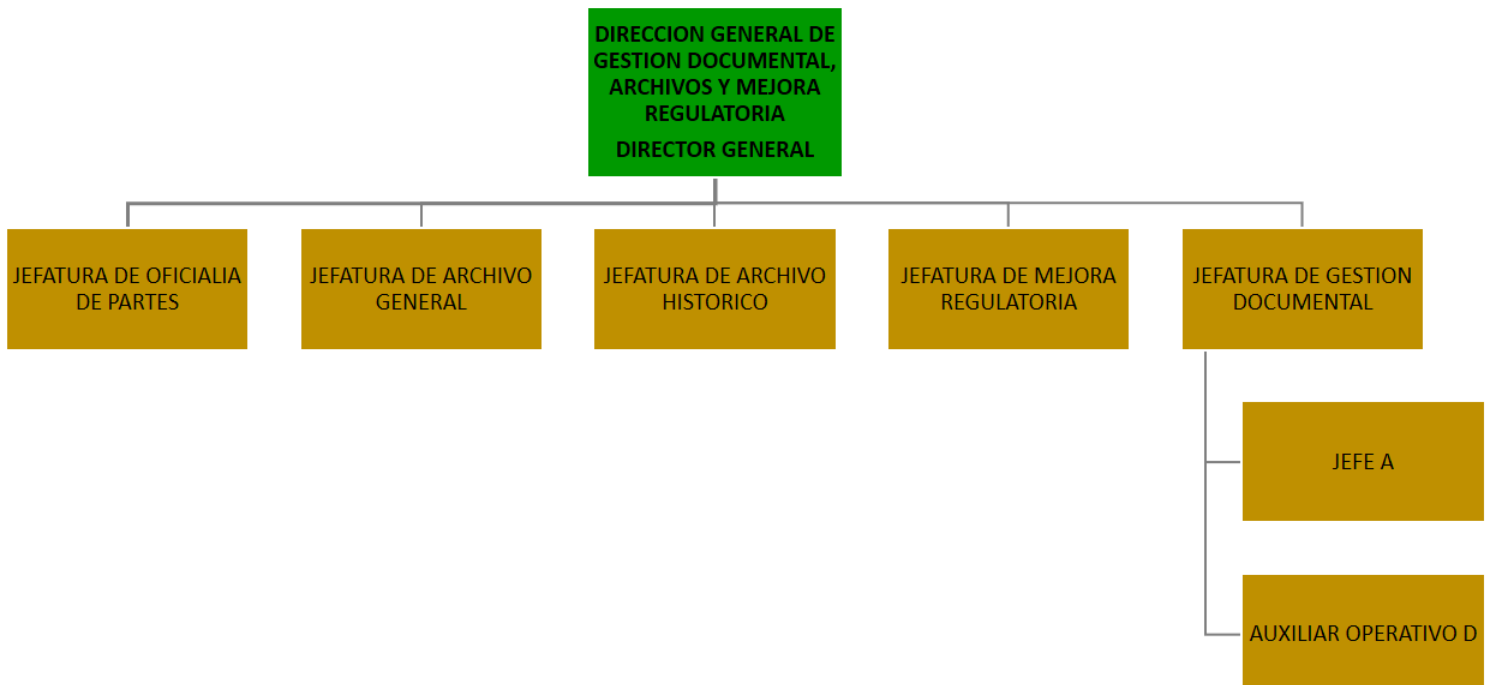 DIRECCION GENERAL DE
GESTION DOCUMENTAL,
ARCHIVOS Y MEJORA
REGULATORIA
DIRECTOR GENERAL
JEFATURA DE OFICIALIA
DE PARTES
JEFATURA DE ARCHIVO
GENERAL
JEFATURA DE ARCHIVO
HISTORICO
JEFATURA DE MEJORA
REGULATORIA
JEFATURA DE GESTION
DOCUMENTAL
JEFE A
AUXILIAR OPERATIVO D